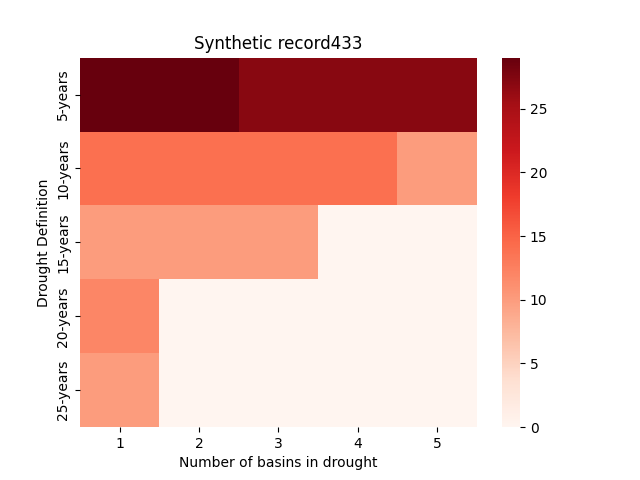 Synthetic record433
Drought Definition
5-years
10-years
15-years
20-years
25-years
1 2 3 4 5
Number of basins in drought
25
20
15
10
5
0